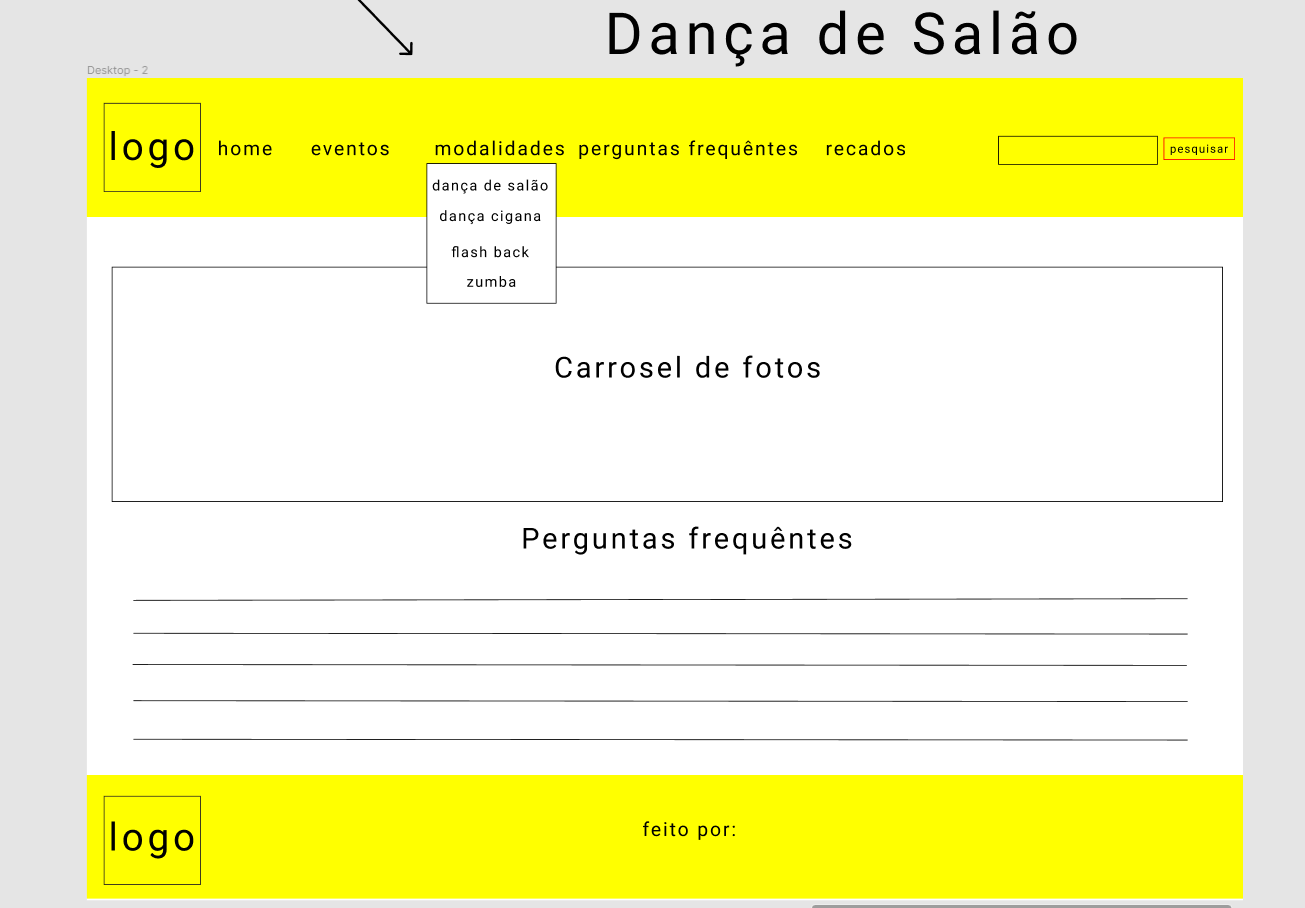 Dança de Salão
Desktop - 2
logo
home
eventos
modalidades
perguntas frequêntes
recados
pesquisar
dança de salão
dança cigana
flash back
zumba
Carrosel de fotos
Perguntas frequêntes
logo
feito por: